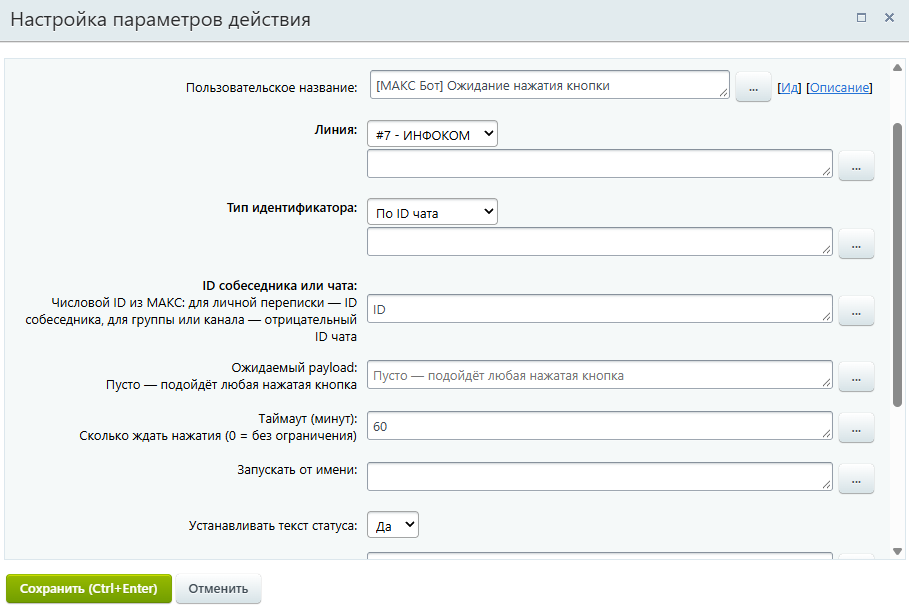 Настройка параметров действия
Пользовательское название:
[МАКС Бот] Ожидание нажатия кнопки
...
[Ид] [Описание]
Линия:
#7 - ИНФОКОМ
...
Тип идентификатора:
По ID чата
...
ID собеседника или чата:
Числовой ID из МАКС: для личной переписки — ID
собеседника, для группы или канала — отрицательный
ID чата
ID
...
Ожидаемый payload:
Пусто — подойдёт любая нажатая кнопка
Пусто — подойдёт любая нажатая кнопка
...
Таймаут (минут):
Сколько ждать нажатия (0 = без ограничения)
60
...
Запускать от имени:
...
Устанавливать текст статуса:
Да
Сохранить (Ctrl+Enter)
Отменить